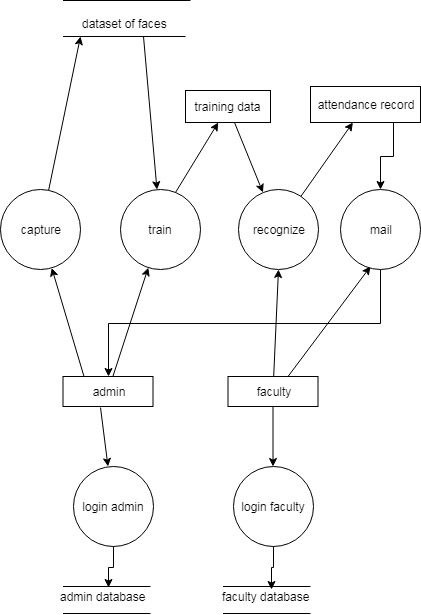 dataset of faces
training data
attendance record
capture
train
recognize
mail
admin
faculty
login admin
login faculty
admin database
faculty database